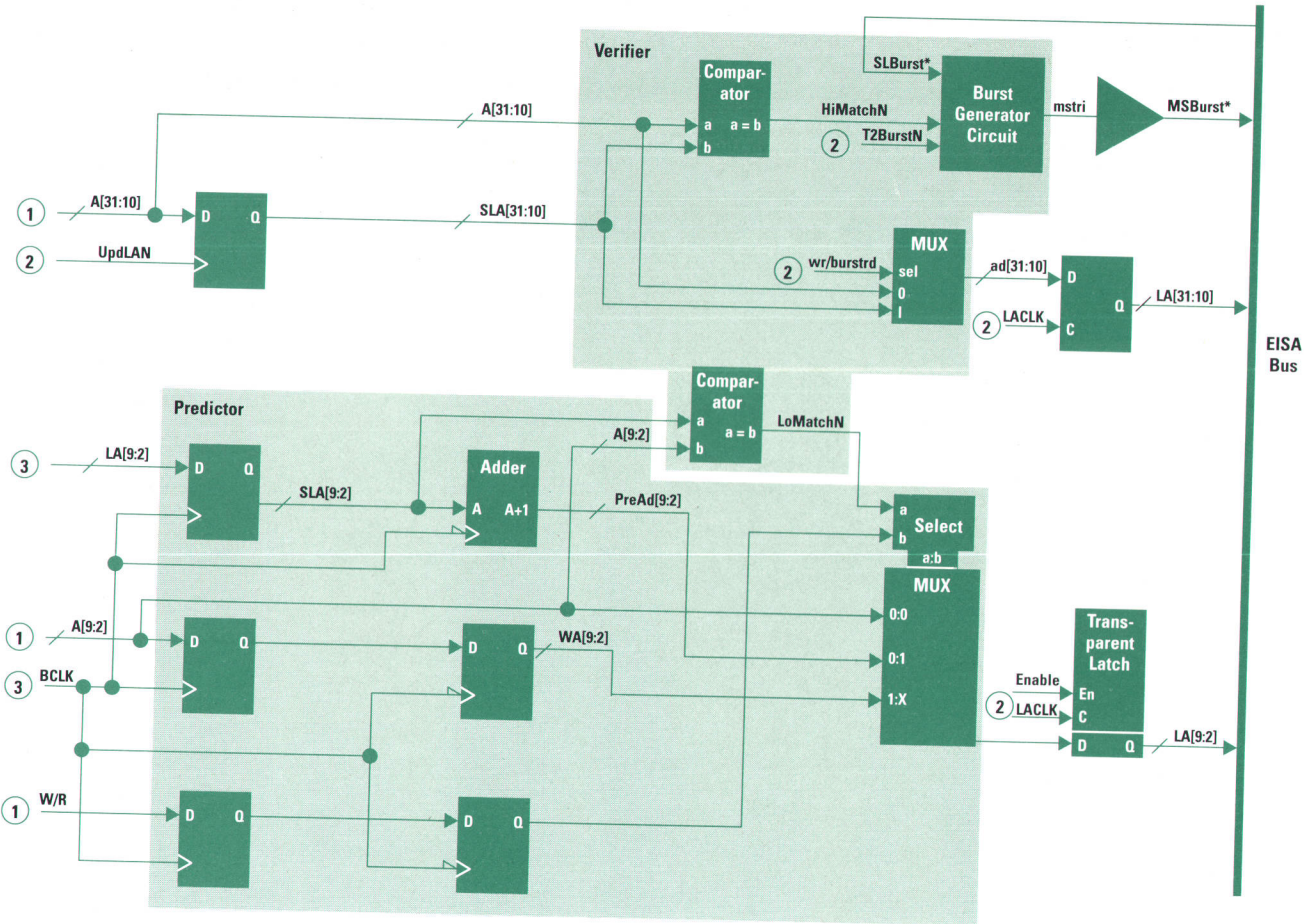 Verifier
Compar-
ator
a
a = b
b
SLBurst*
HiMatchN
2
T2BurstN
Burst
Generator
Circuit
mstri
MSBurst*
A[31:10]
1
A[31:10]
D
Q
SLA[31:10]
2
UpdLAN
2
wr/burstrd
MUX
sel
0
I
ad[31:10]
D
Q
C
2
LACLK
LA[31:10]
EISA
Bus
Predictor
Compar-
ator
a
a = b
b
LoMatchN
A[9:2]
3
LA[9:2]
D
Q
SLA[9:2]
Adder
A
A+1
PreAd[9:2]
a
Select
b
a:b
MUX
0:0
0:1
1:X
1
A[9:2]
D
Q
D
Q
WA[9:2]
3
BCLK
Trans-
parent
Latch
Enable
En
2
LACLK
C
D
Q
LA[9:2]
1
W/R
D
Q
D
Q